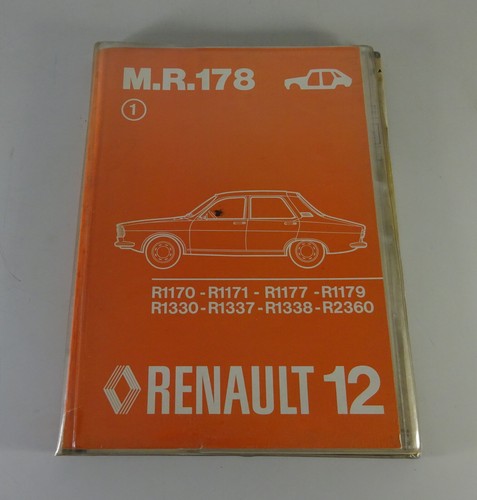 M.R.178
1
R1170 - R1171 - R1177 - R1179
R1330 - R1337 - R1338 - R2360
RENAULT 12